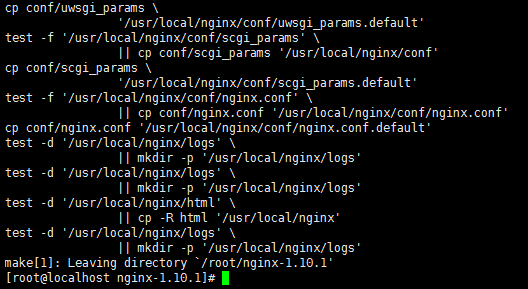 cp conf/uwsgi_params \
'/usr/local/nginx/conf/uwsgi_params.default'
test -f '/usr/local/nginx/conf/scgi_params' \
|| cp conf/scgi_params '/usr/local/nginx/conf'
cp conf/scgi_params \
'/usr/local/nginx/conf/scgi_params.default'
test -f '/usr/local/nginx/conf/nginx.conf' \
|| cp conf/nginx.conf '/usr/local/nginx/conf/nginx.conf'
cp conf/nginx.conf '/usr/local/nginx/conf/nginx.conf.default'
test -d '/usr/local/nginx/logs' \
|| mkdir -p '/usr/local/nginx/logs'
test -d '/usr/local/nginx/logs' \
|| mkdir -p '/usr/local/nginx/logs'
test -d '/usr/local/nginx/html' \
|| cp -R html '/usr/local/nginx'
test -d '/usr/local/nginx/logs' \
|| mkdir -p '/usr/local/nginx/logs'
make[1]: Leaving directory `/root/nginx-1.10.1'
[root@localhost nginx-1.10.1]#